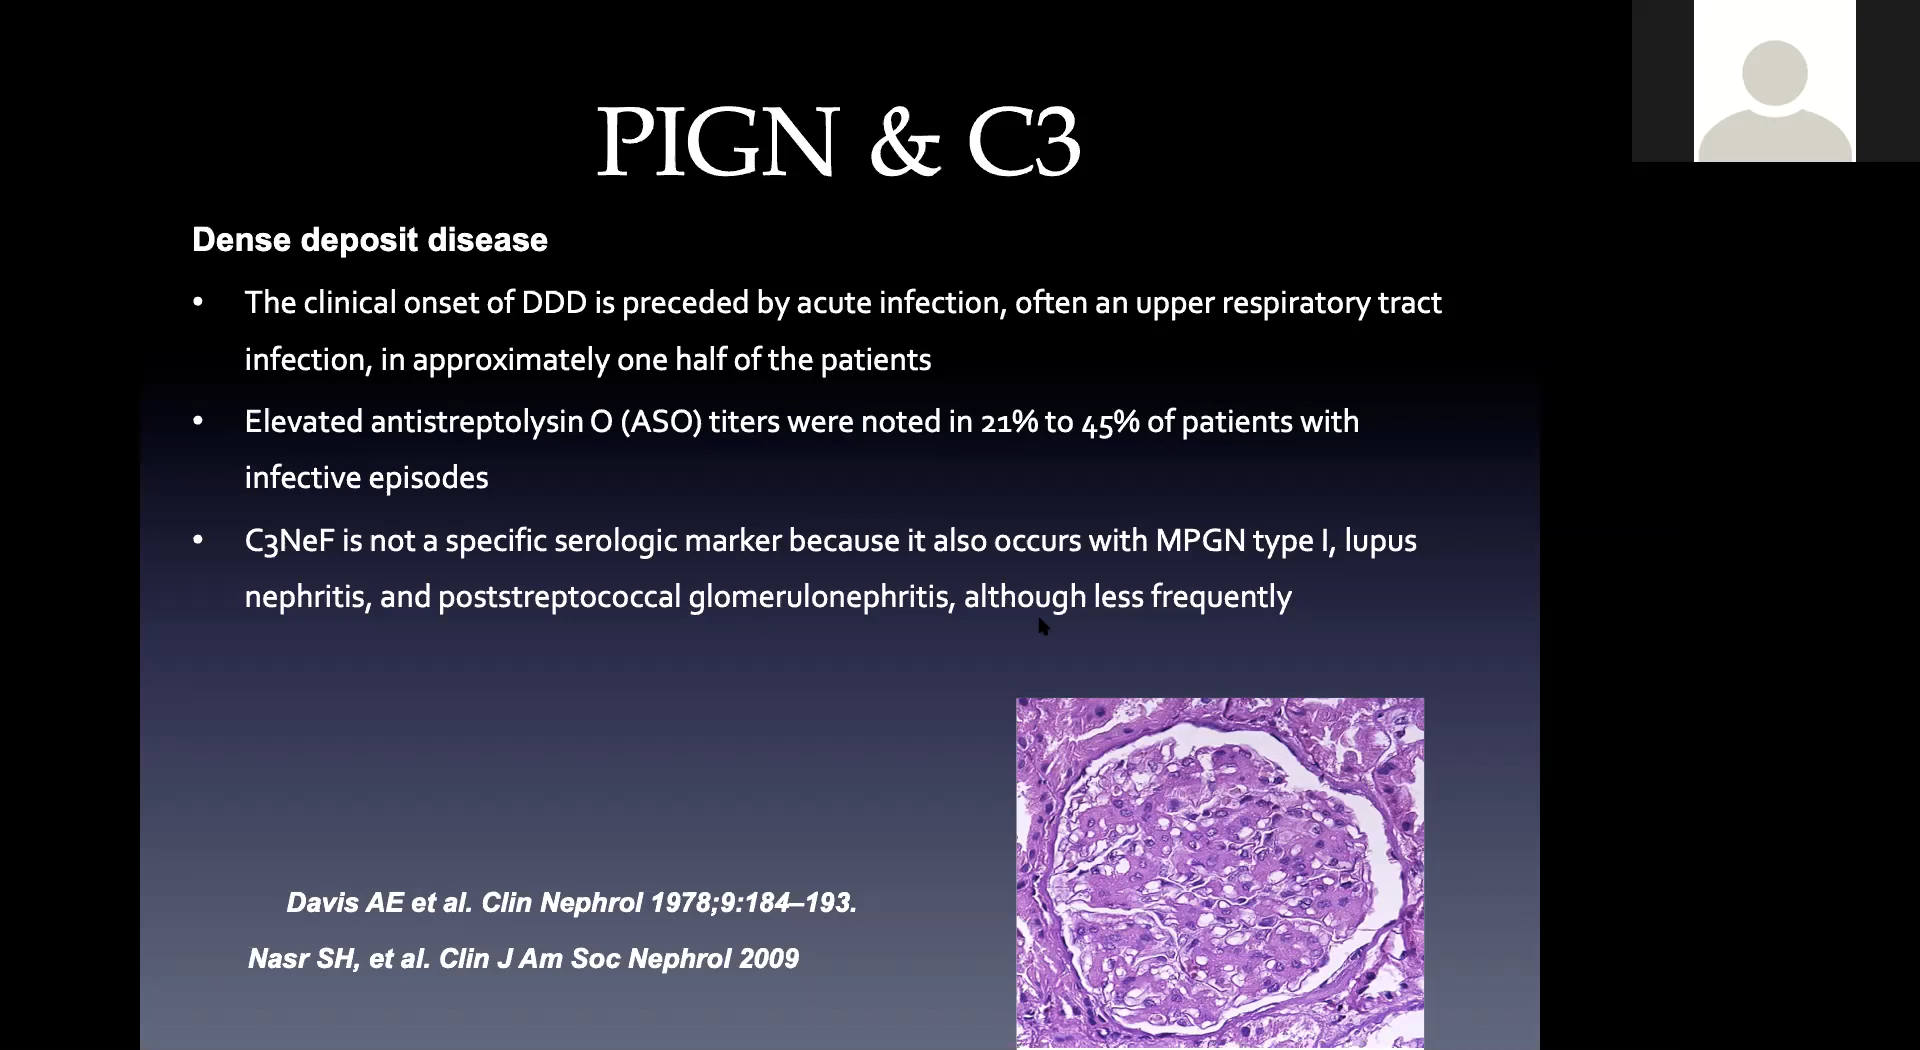 PIGN & C3
Dense deposit disease
• The clinical onset of DDD is preceded by acute infection, often an upper respiratory tract
infection, in approximately one half of the patients
• Elevated antistreptolysin O (ASO) titers were noted in 21% to 45% of patients with
infective episodes
• C3NeF is not a specific serologic marker because it also occurs with MPGN type I, lupus
nephritis, and poststreptococcal glomerulonephritis, although less frequently
Davis AE et al. Clin Nephrol 1978;9:184–193.
Nasr SH, et al. Clin J Am Soc Nephrol 2009